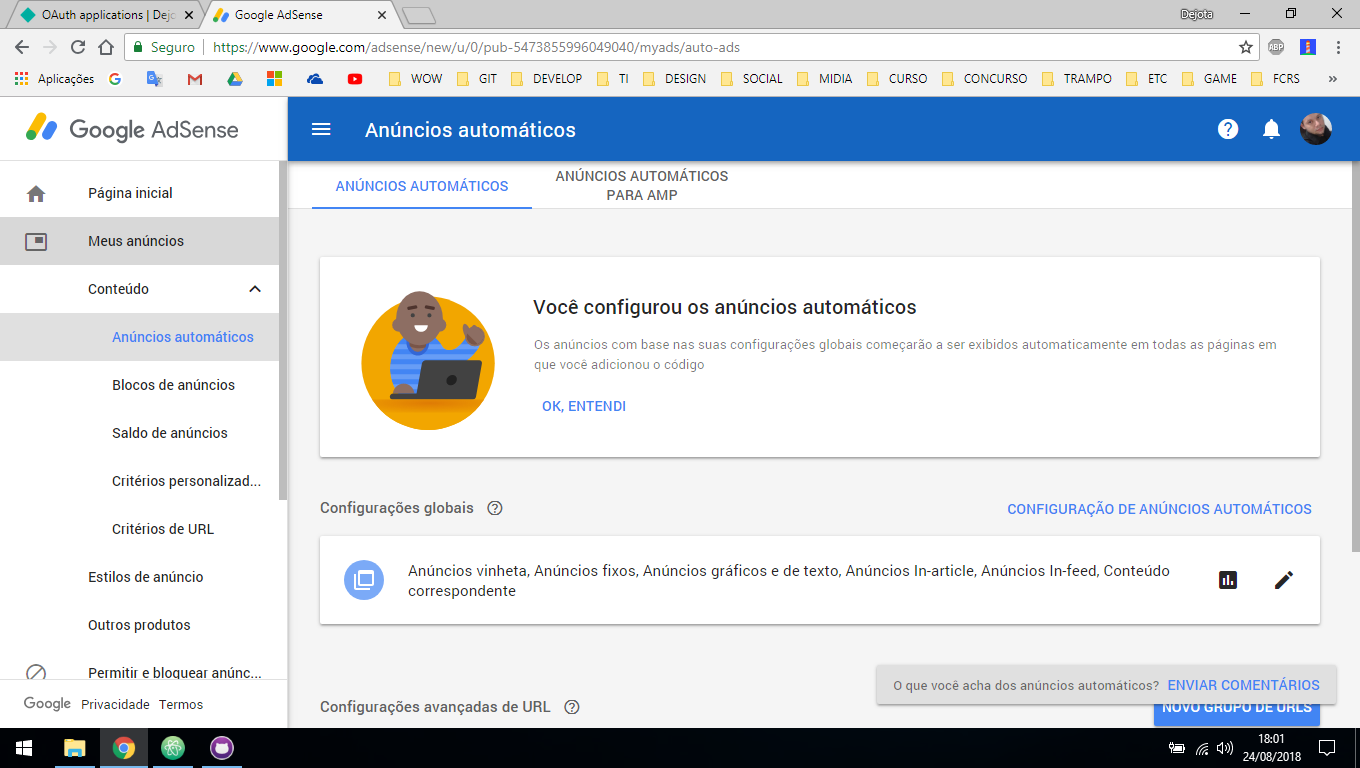 OAuth applications | Dejo
Google AdSense
Dejota
Seguro
https://www.google.com/adsense/new/u/0/pub-5473855996049040/myads/auto-ads
ABP
Aplicações G WOW GIT DEVELOP TI DESIGN SOCIAL MIDIA CURSO CONCURSO TRAMPO ETC GAME FCRS »
Google AdSense
Anúncios automáticos
Página inicial
Meus anúncios
Conteúdo
Anúncios automáticos
Blocos de anúncios
Saldo de anúncios
Critérios personalizad...
Critérios de URL
Estilos de anúncio
Outros produtos
Permitir e bloquear anúnc...
Google Privacidade Termos
ANÚNCIOS AUTOMÁTICOS
ANÚNCIOS AUTOMÁTICOS
PARA AMP
Você configurou os anúncios automáticos
Os anúncios com base nas suas configurações globais começarão a ser exibidos automaticamente em todas as páginas em
que você adicionou o código
OK, ENTENDI
Configurações globais
CONFIGURAÇÃO DE ANÚNCIOS AUTOMÁTICOS
Anúncios vinheta, Anúncios fixos, Anúncios gráficos e de texto, Anúncios In-article, Anúncios In-feed, Conteúdo
correspondente
O que você acha dos anúncios automáticos? ENVIAR COMENTÁRIOS
Configurações avançadas de URL
NOVO GRUPO DE URLS
18:01
24/08/2018